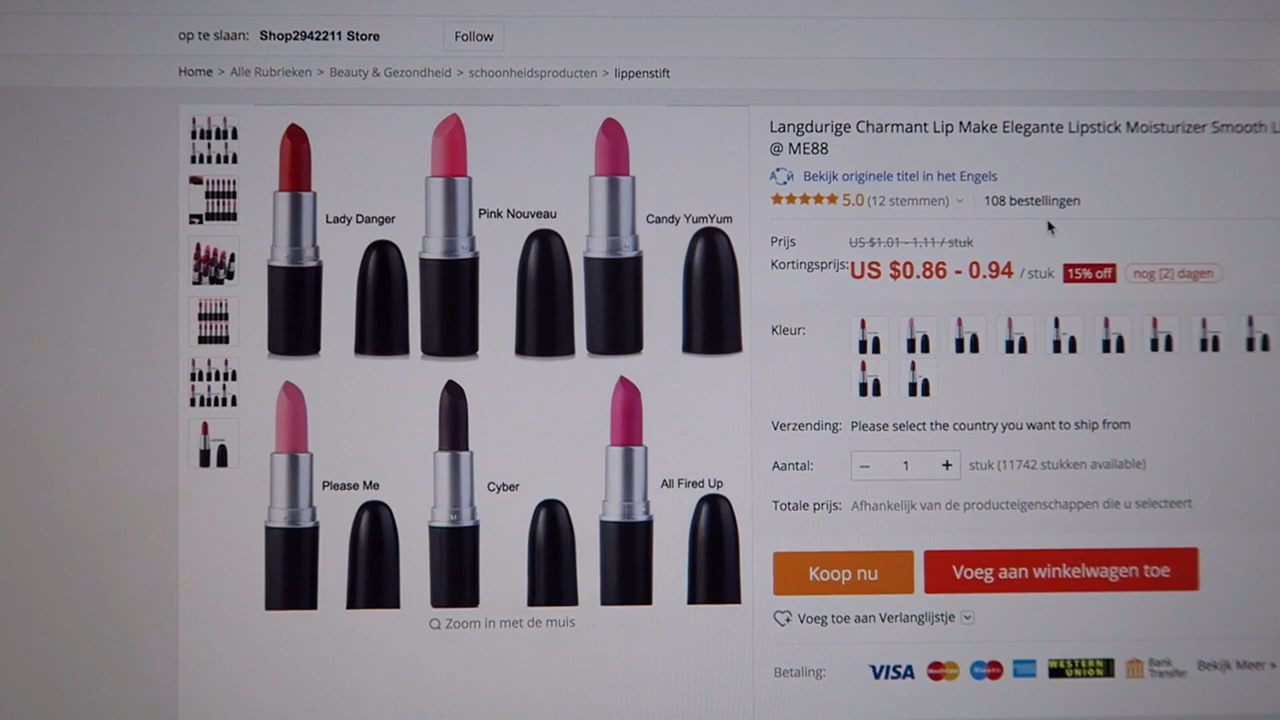 op te slaan: Shop2942211 Store Follow
Home > Alle Rubrieken > Beauty & Gezondheid > schoonheidsproducten > lippenstift
Lady Danger
Pink Nouveau
Candy YumYum
Please Me
Cyber
All Fired Up
Zoom in met de muis
Langdurige Charmant Lip Make Elegante Lipstick Moisturizer Smooth
@ ME88
Bekijk originele titel in het Engels
5.0 (12 stemmen) 108 bestellingen
Prijs US $1.01 - 1.11 / stuk
Kortingsprijs: US $0.86 - 0.94 / stuk 15% off nog [2] dagen
Kleur:
Verzending: Please select the country you want to ship from
Aantal: – 1 + stuk (11742 stukken available)
Totale prijs: Afhankelijk van de producteigenschappen die u selecteert
Koop nu Voeg aan winkelwagen toe
Voeg toe aan Verlanglijstje
Betaling: VISA MasterCard Maestro WESTERN UNION Bank Transfer Bekijk Meer »